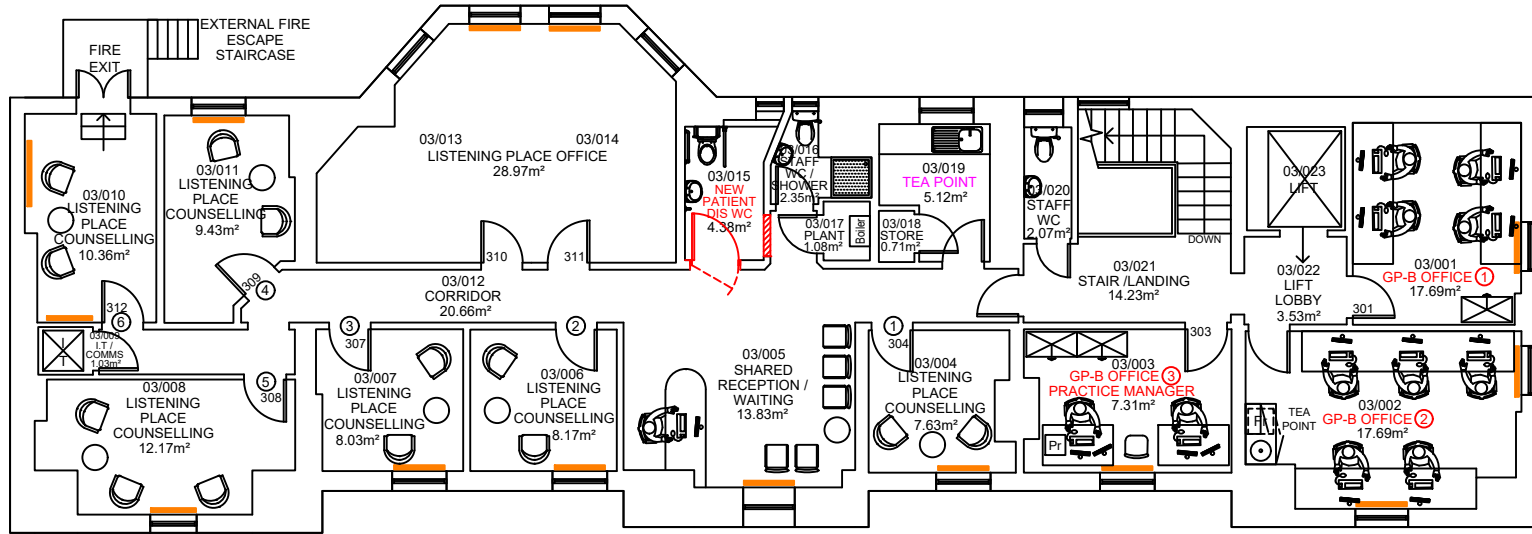 EXTERNAL FIRE
ESCAPE
STAIRCASE
FIRE
EXIT
03/010
LISTENING
PLACE
COUNSELLING
10.36m²
03/011
LISTENING
PLACE
COUNSELLING
9.43m²
03/013
03/014
LISTENING PLACE OFFICE
28.97m²
03/015
NEW
PATIENT
DIS WC
4.38m²
03/016
STAFF
WC /
SHOWER
2.35m²
03/017
PLANT
1.08m²
Boiler
03/018
STORE
0.71m²
03/019
TEA POINT
5.12m²
03/020
STAFF
WC
2.07m²
DOWN
03/021
STAIR /LANDING
14.23m²
03/023
LIFT
03/022
LIFT
LOBBY
3.53m²
03/001
GP-B OFFICE 1
17.69m²
301
309
4
310
311
03/012
CORRIDOR
20.66m²
312
6
03/009
I.T /
COMMS
1.03m²
5
308
03/008
LISTENING
PLACE
COUNSELLING
12.17m²
3
307
03/007
LISTENING
PLACE
COUNSELLING
8.03m²
2
03/006
LISTENING
PLACE
COUNSELLING
8.17m²
03/005
SHARED
RECEPTION /
WAITING
13.83m²
1
304
03/004
LISTENING
PLACE
COUNSELLING
7.63m²
303
03/003
GP-B OFFICE 3
PRACTICE MANAGER
7.31m²
Pr
TEA
POINT
03/002
GP-B OFFICE 2
17.69m²